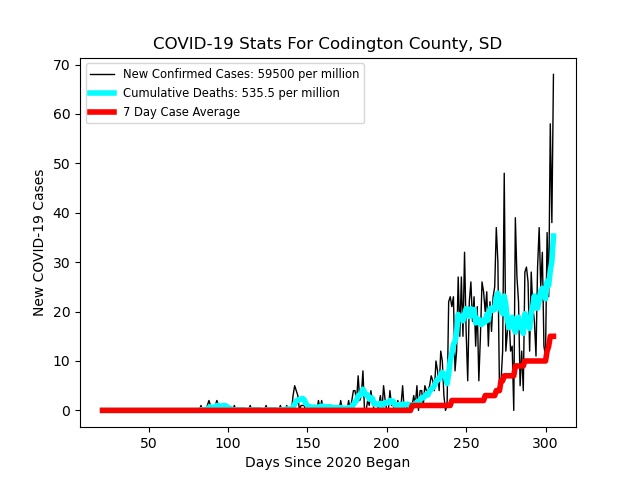 COVID-19 Stats For Codington County, SD
New Confirmed Cases: 59500 per million
Cumulative Deaths: 535.5 per million
7 Day Case Average
New COVID-19 Cases
70
60
50
40
30
20
10
0
50 100 150 200 250 300
Days Since 2020 Began